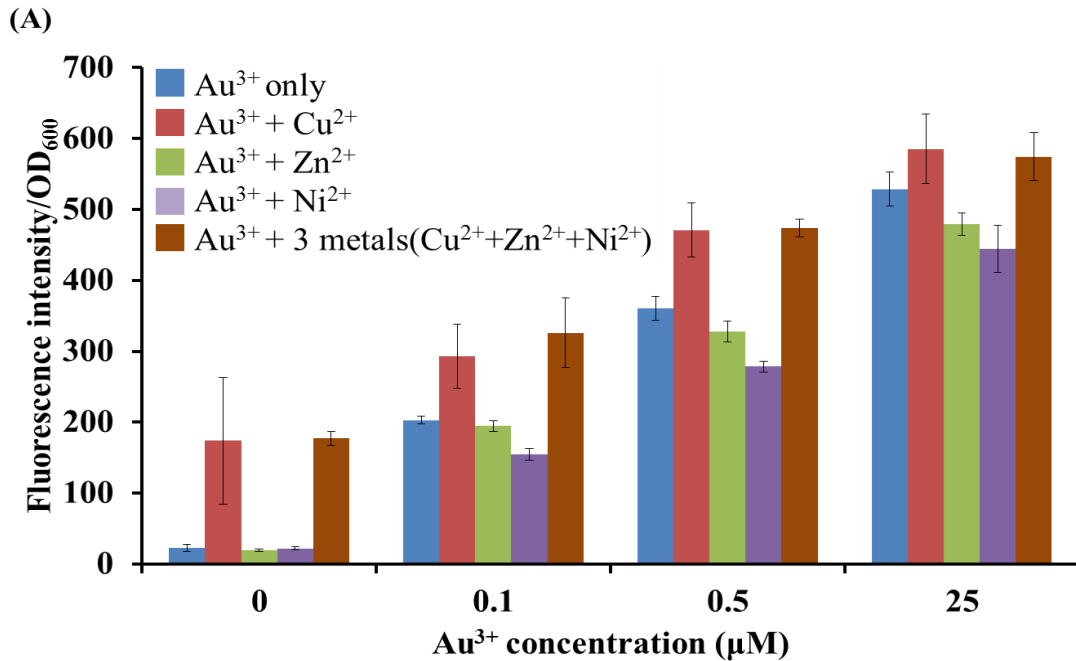 (A)
700
600
500
400
300
200
100
0
Fluorescence intensity/OD₆₀₀
Au³⁺ only
Au³⁺ + Cu²⁺
Au³⁺ + Zn²⁺
Au³⁺ + Ni²⁺
Au³⁺ + 3 metals(Cu²⁺+Zn²⁺+Ni²⁺)
0 0.1 0.5 25
Au³⁺ concentration (μM)